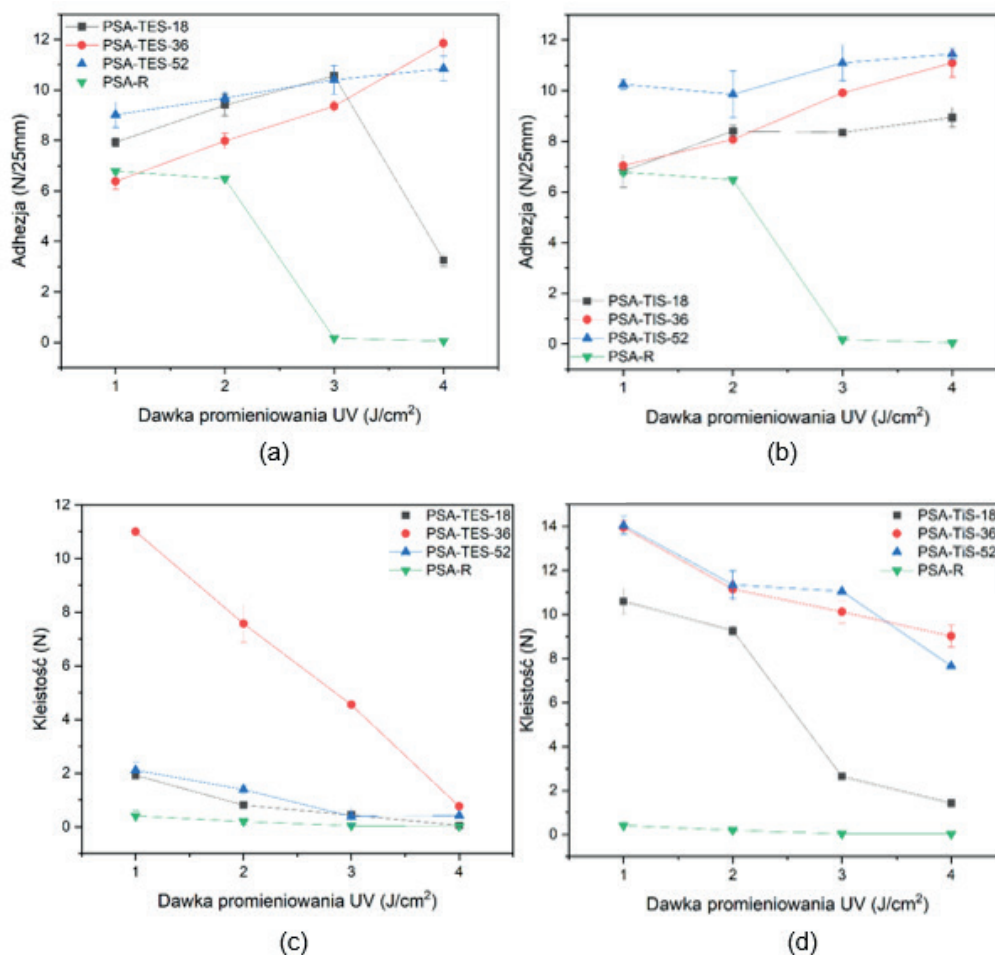 PSA-TES-18
PSA-TES-36
PSA-TES-52
PSA-R
Adhezja (N/25mm)
12
10
8
6
4
2
0
1 2 3 4
Dawka promieniowania UV (J/cm²)
(a)
Adhezja (N/25mm)
12
10
8
6
4
2
0
PSA-TIS-18
PSA-TIS-36
PSA-TIS-52
PSA-R
1 2 3 4
Dawka promieniowania UV (J/cm²)
(b)
PSA-TES-18
PSA-TES-36
PSA-TES-52
PSA-R
Kleistość (N)
12
10
8
6
4
2
0
1 2 3 4
Dawka promieniowania UV (J/cm²)
(c)
PSA-TiS-18
PSA-TiS-36
PSA-TiS-52
PSA-R
Kleistość (N)
14
12
10
8
6
4
2
0
1 2 3 4
Dawka promieniowania UV (J/cm²)
(d)